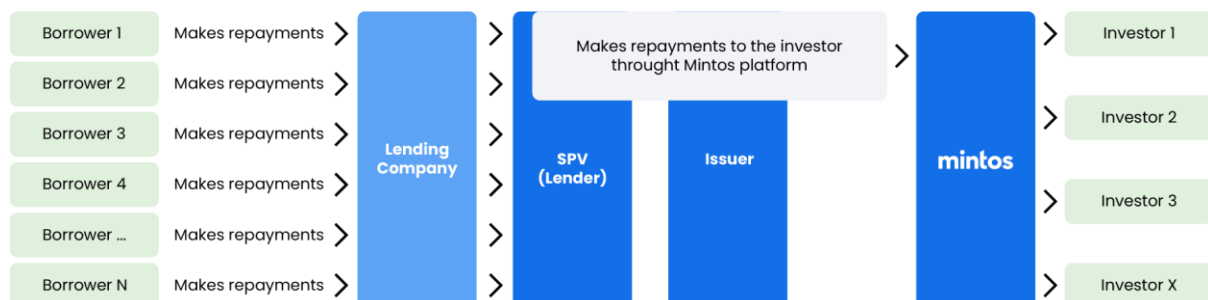 Borrower 1 Makes repayments
Borrower 2 Makes repayments
Borrower 3 Makes repayments
Borrower 4 Makes repayments
Borrower ... Makes repayments
Borrower N Makes repayments
Lending
Company
SPV
(Lender)
Issuer
Makes repayments to the investor
throught Mintos platform
mintos
Investor 1
Investor 2
Investor 3
Investor X